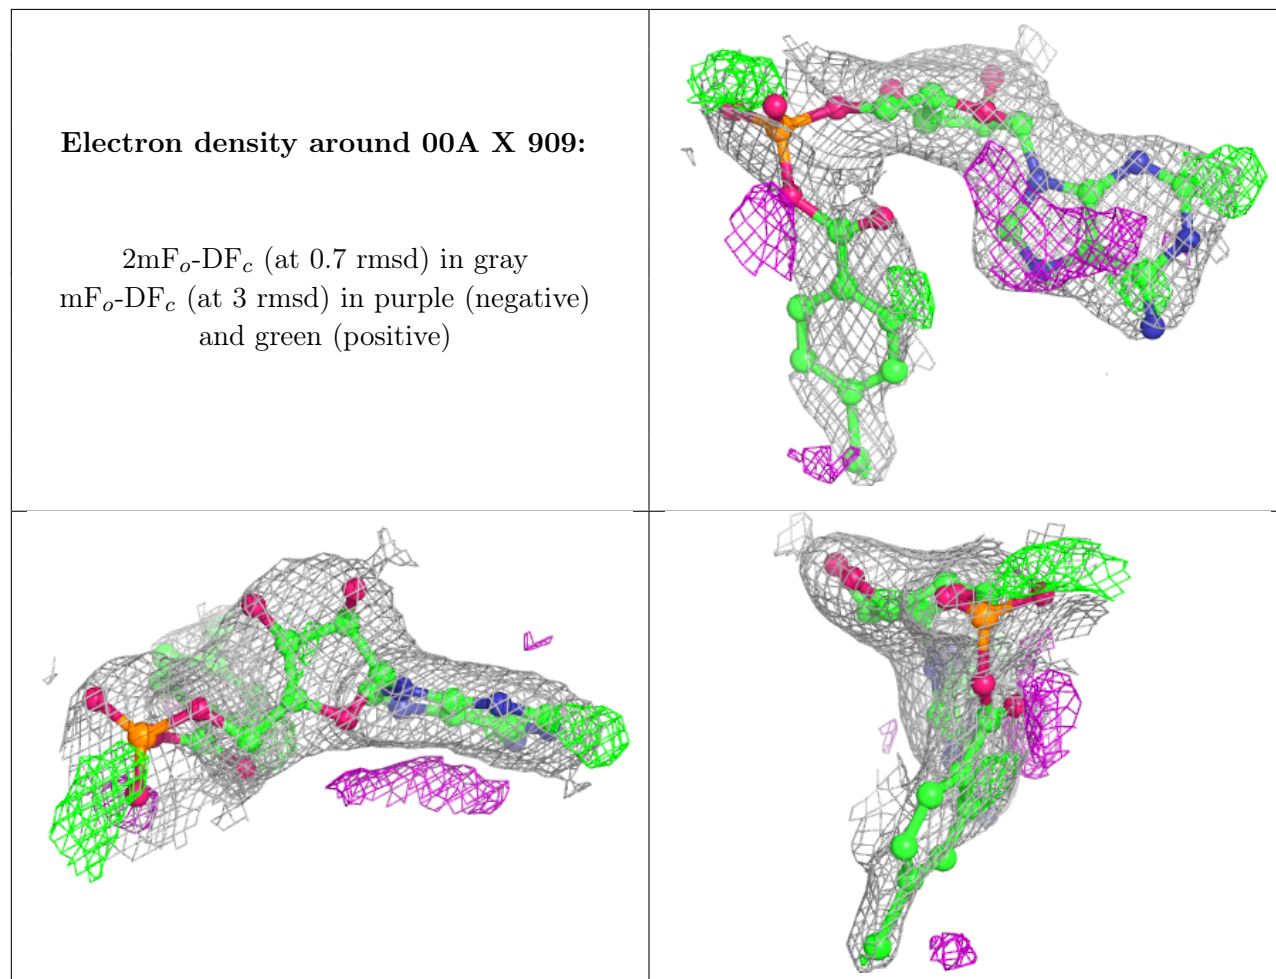 Electron density around 00A X 909:
2mFo-DFc (at 0.7 rmsd) in gray
mFo-DFc (at 3 rmsd) in purple (negative)
and green (positive)